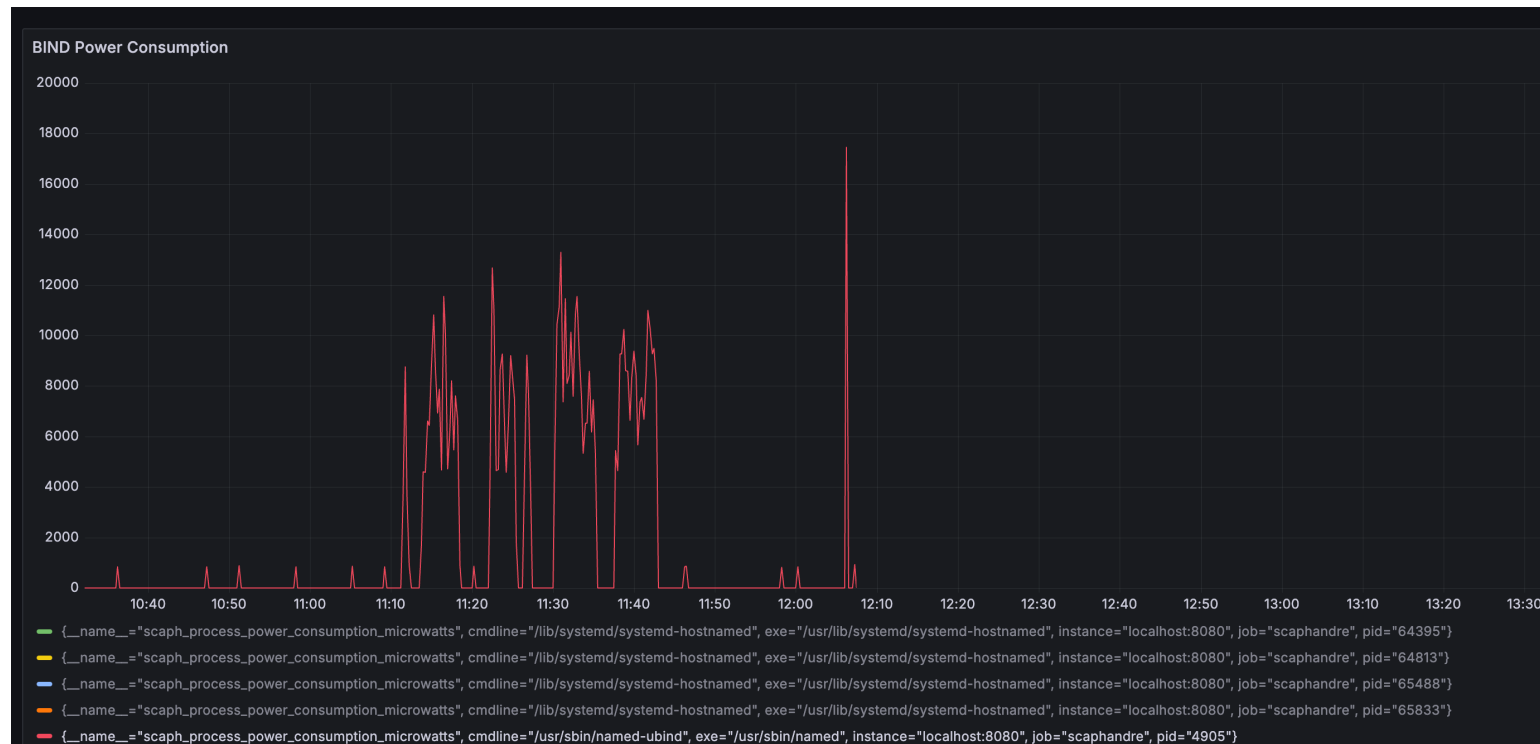 BIND Power Consumption
20000
18000
16000
14000
12000
10000
8000
6000
4000
2000
0
10:40 10:50 11:00 11:10 11:20 11:30 11:40 11:50 12:00 12:10 12:20 12:30 12:40 12:50 13:00 13:10 13:20 13:30
{__name__="scaph_process_power_consumption_microwatts", cmdline="/lib/systemd/systemd-hostnamed", exe="/usr/lib/systemd/systemd-hostnamed", instance="localhost:8080", job="scaphandre", pid="64395"}
{__name__="scaph_process_power_consumption_microwatts", cmdline="/lib/systemd/systemd-hostnamed", exe="/usr/lib/systemd/systemd-hostnamed", instance="localhost:8080", job="scaphandre", pid="64813"}
{__name__="scaph_process_power_consumption_microwatts", cmdline="/lib/systemd/systemd-hostnamed", exe="/usr/lib/systemd/systemd-hostnamed", instance="localhost:8080", job="scaphandre", pid="65488"}
{__name__="scaph_process_power_consumption_microwatts", cmdline="/lib/systemd/systemd-hostnamed", exe="/usr/lib/systemd/systemd-hostnamed", instance="localhost:8080", job="scaphandre", pid="65833"}
{__name__="scaph_process_power_consumption_microwatts", cmdline="/usr/sbin/named-ubind", exe="/usr/sbin/named", instance="localhost:8080", job="scaphandre", pid="4905"}